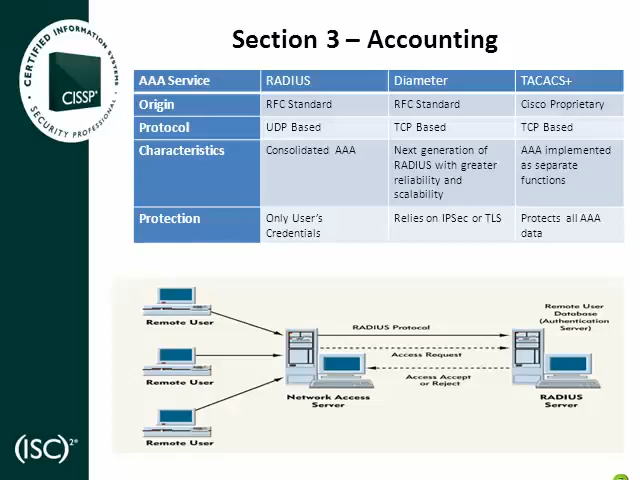 Section 3 – Accounting
CERTIFIED INFORMATION SYSTEMS
CISSP®
SECURITY PROFESSIONAL
AAA Service RADIUS Diameter TACACS+
Origin RFC Standard RFC Standard Cisco Proprietary
Protocol UDP Based TCP Based TCP Based
Characteristics Consolidated AAA Next generation of AAA implemented
RADIUS with greater as separate
reliability and functions
scalability
Protection Only User's Relies on IPSec or TLS Protects all AAA
Credentials data
Remote User
Remote User
Remote User
Network Access
Server
RADIUS Protocol
Access Request
Access Accept
or Reject
Remote User
Database
(Authentication
Server)
RADIUS
Server
(ISC)²®